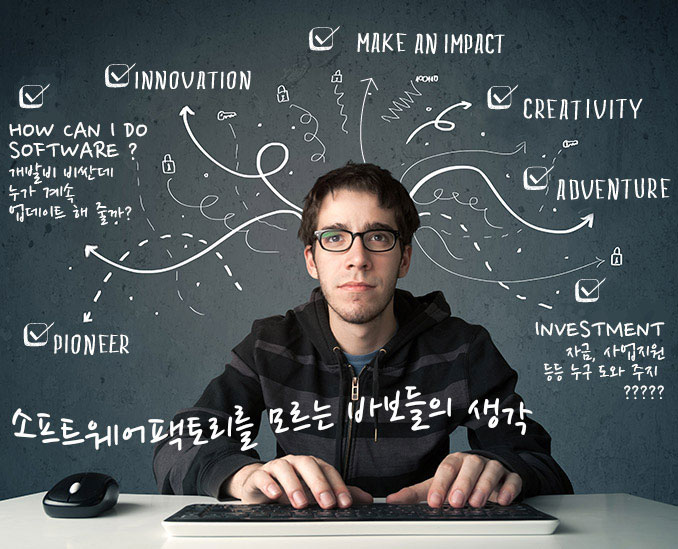 MAKE AN IMPACT
INNOVATION
CREATIVITY
HOW CAN I DO
SOFTWARE ?
개발비 비싼데
누가 계속
업데이트 해 줄까?
ADVENTURE
PIONEER
INVESTMENT
자금, 사업지원
등등 누구 도와 주지
?????
소프트웨어팩토리를 모르는 바보들의 생각